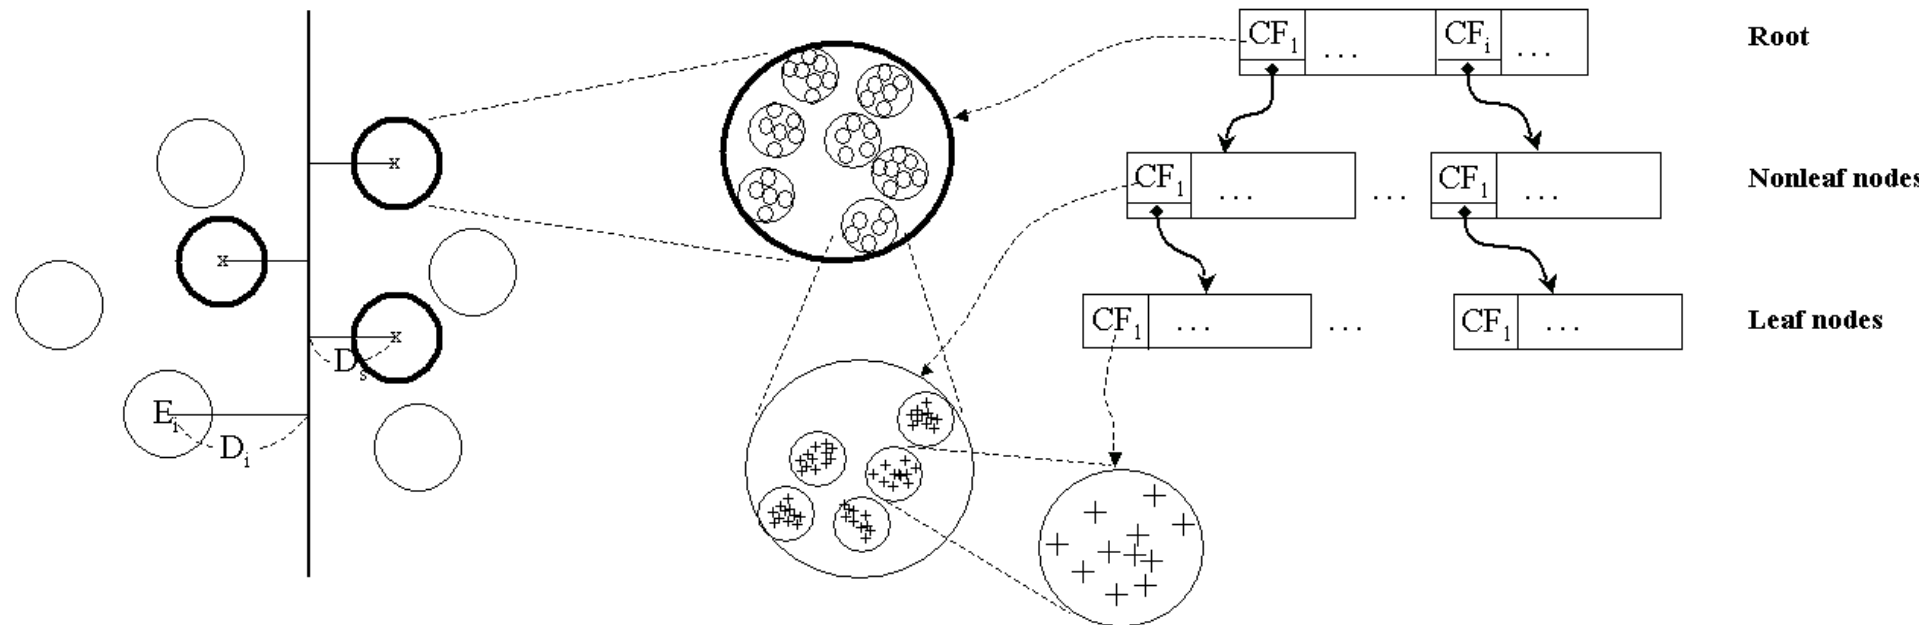 CF1 ... CFi ... Root
CF1 ... ... CF1 ... Nonleaf nodes
CF1 ... ... CF1 ... Leaf nodes
x
x
x
Ds
Ei
Di